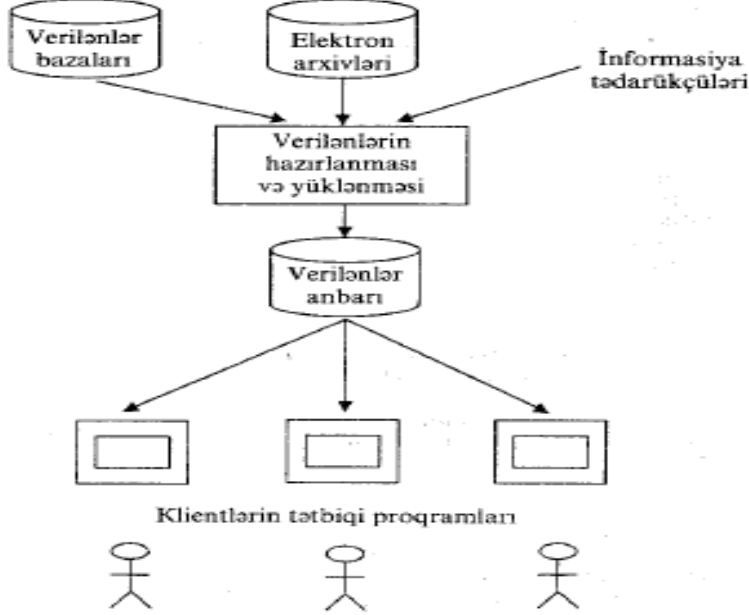 Verilənlər
bazaları
Elektron
arxivləri
İnformasiya
tədarükçüləri
Verilənlərin
hazırlanması
və yüklənməsi
Verilənlər
anbarı
Klientlərin tətbiqi proqramları